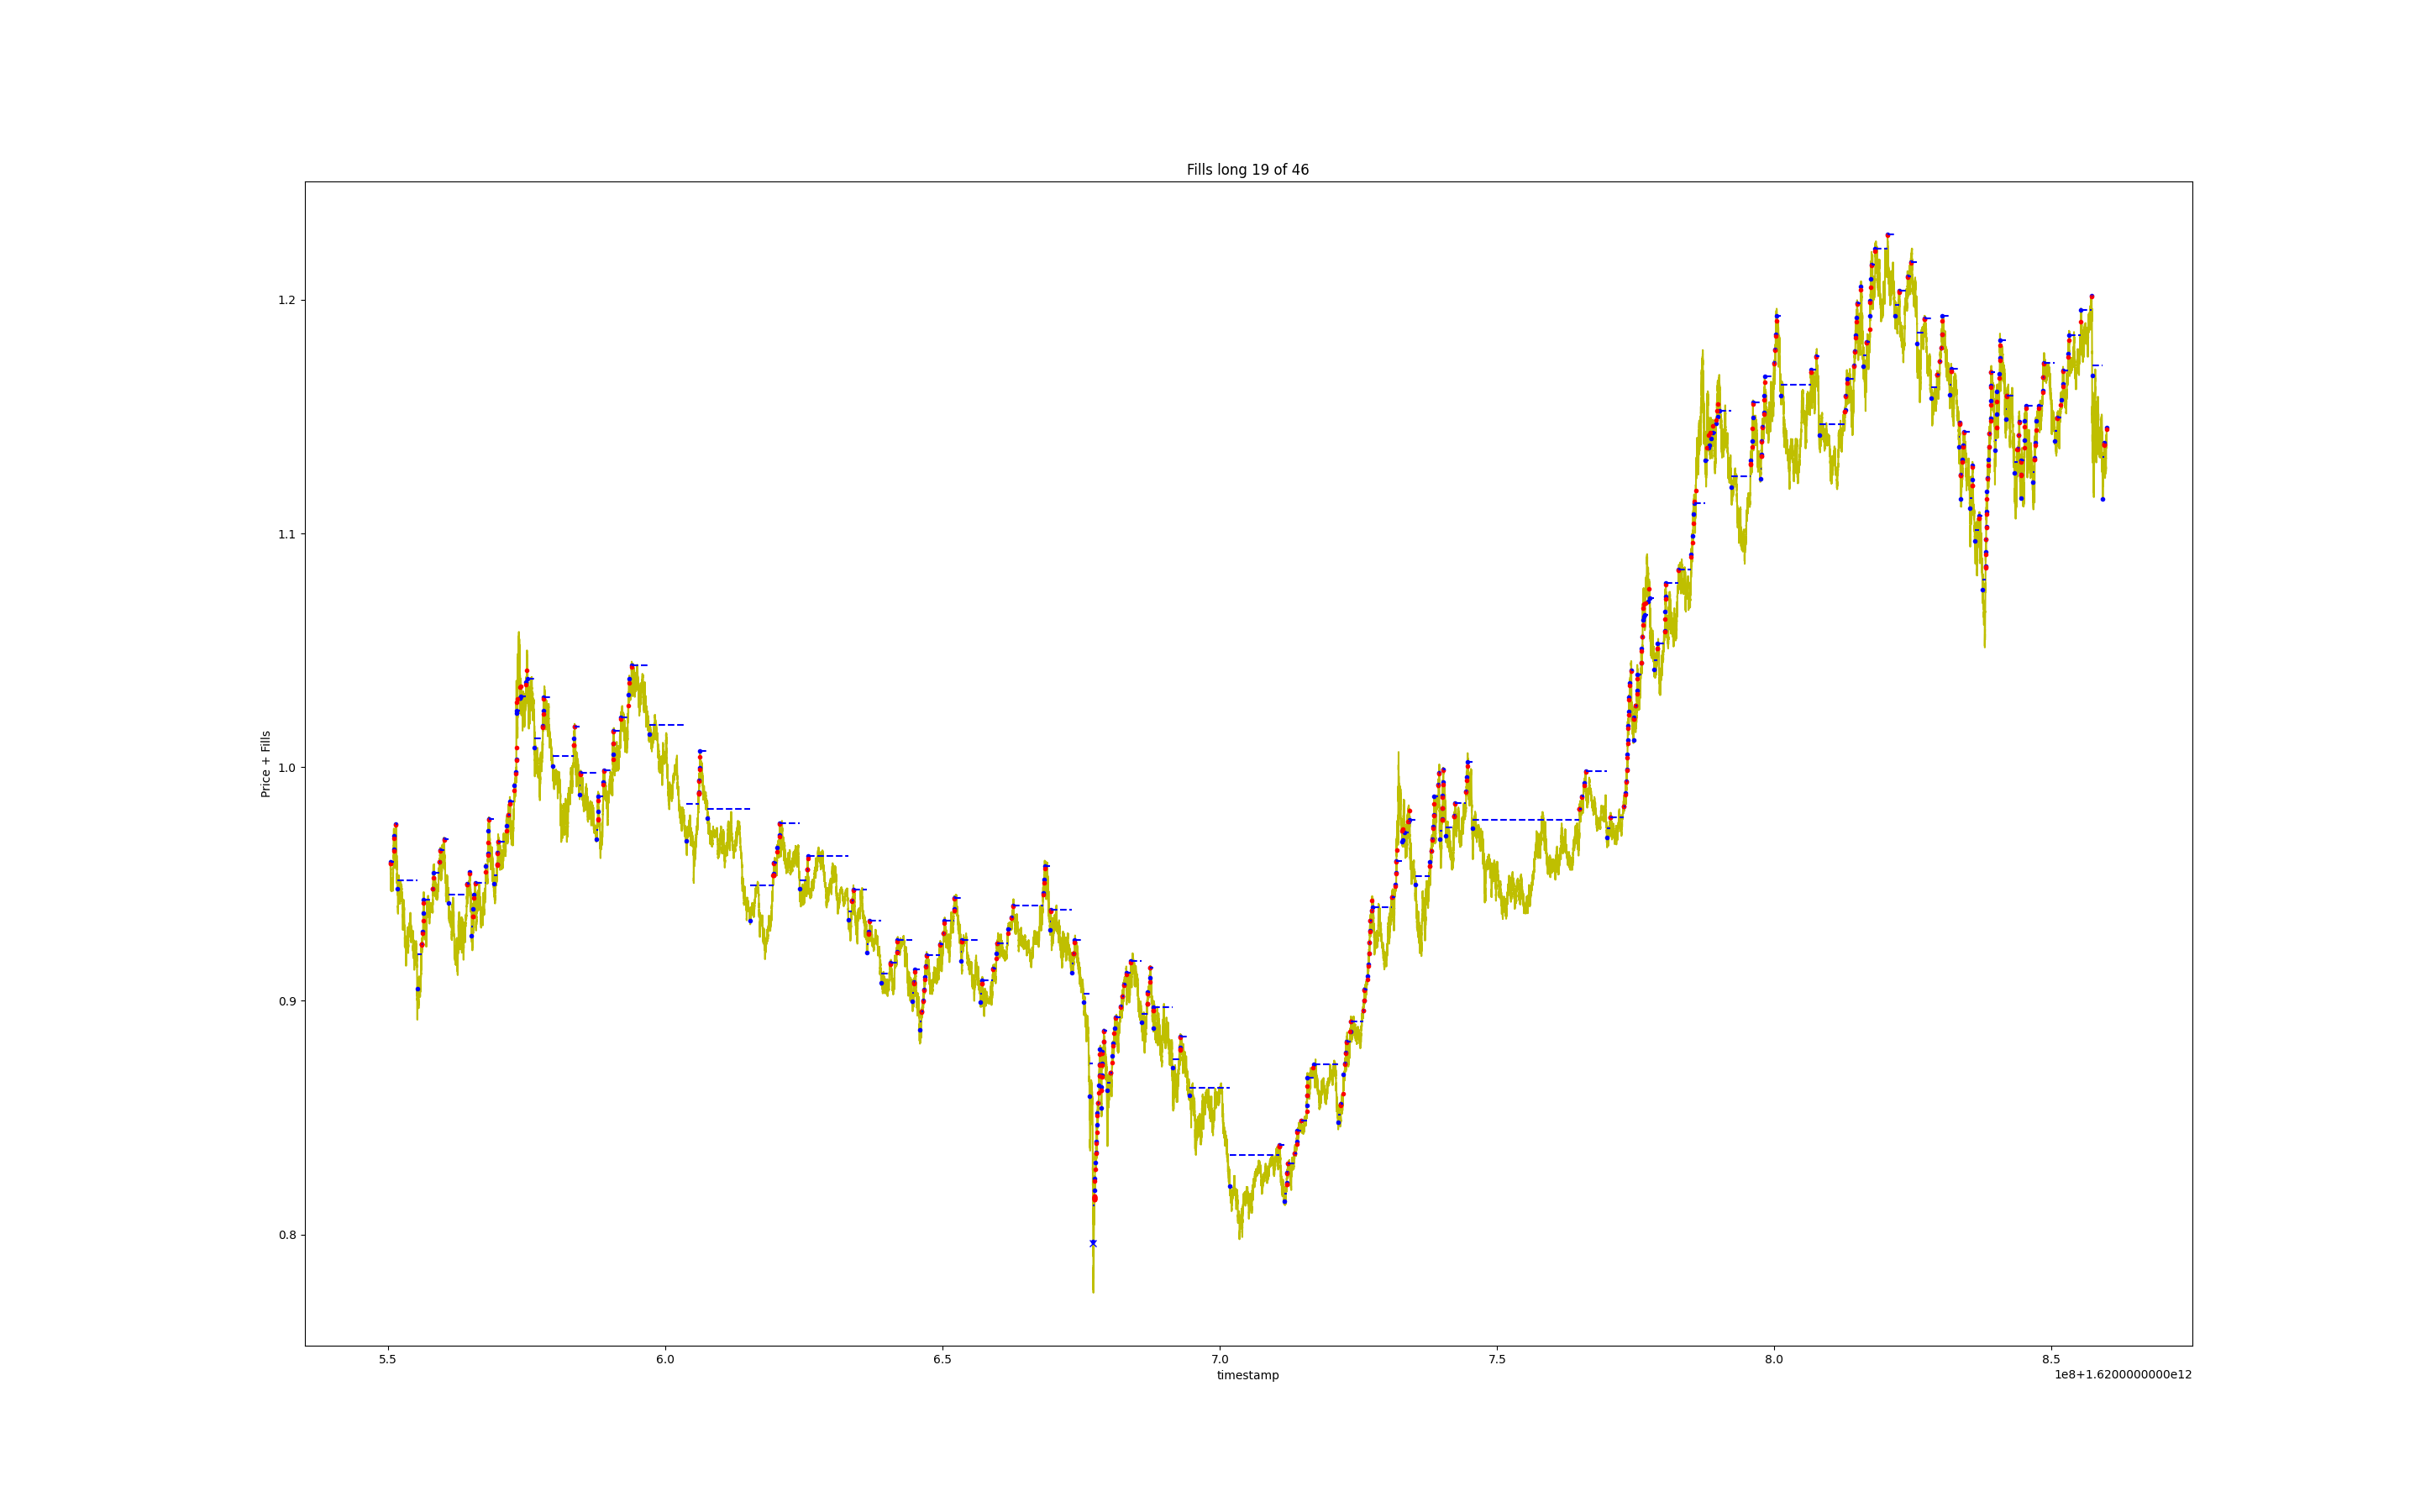 Fills long 19 of 46
Price + Fills
1.2
1.1
1.0
0.9
0.8
5.5 6.0 6.5 7.0 7.5 8.0 8.5
timestamp
1e8+1.6200000000e12